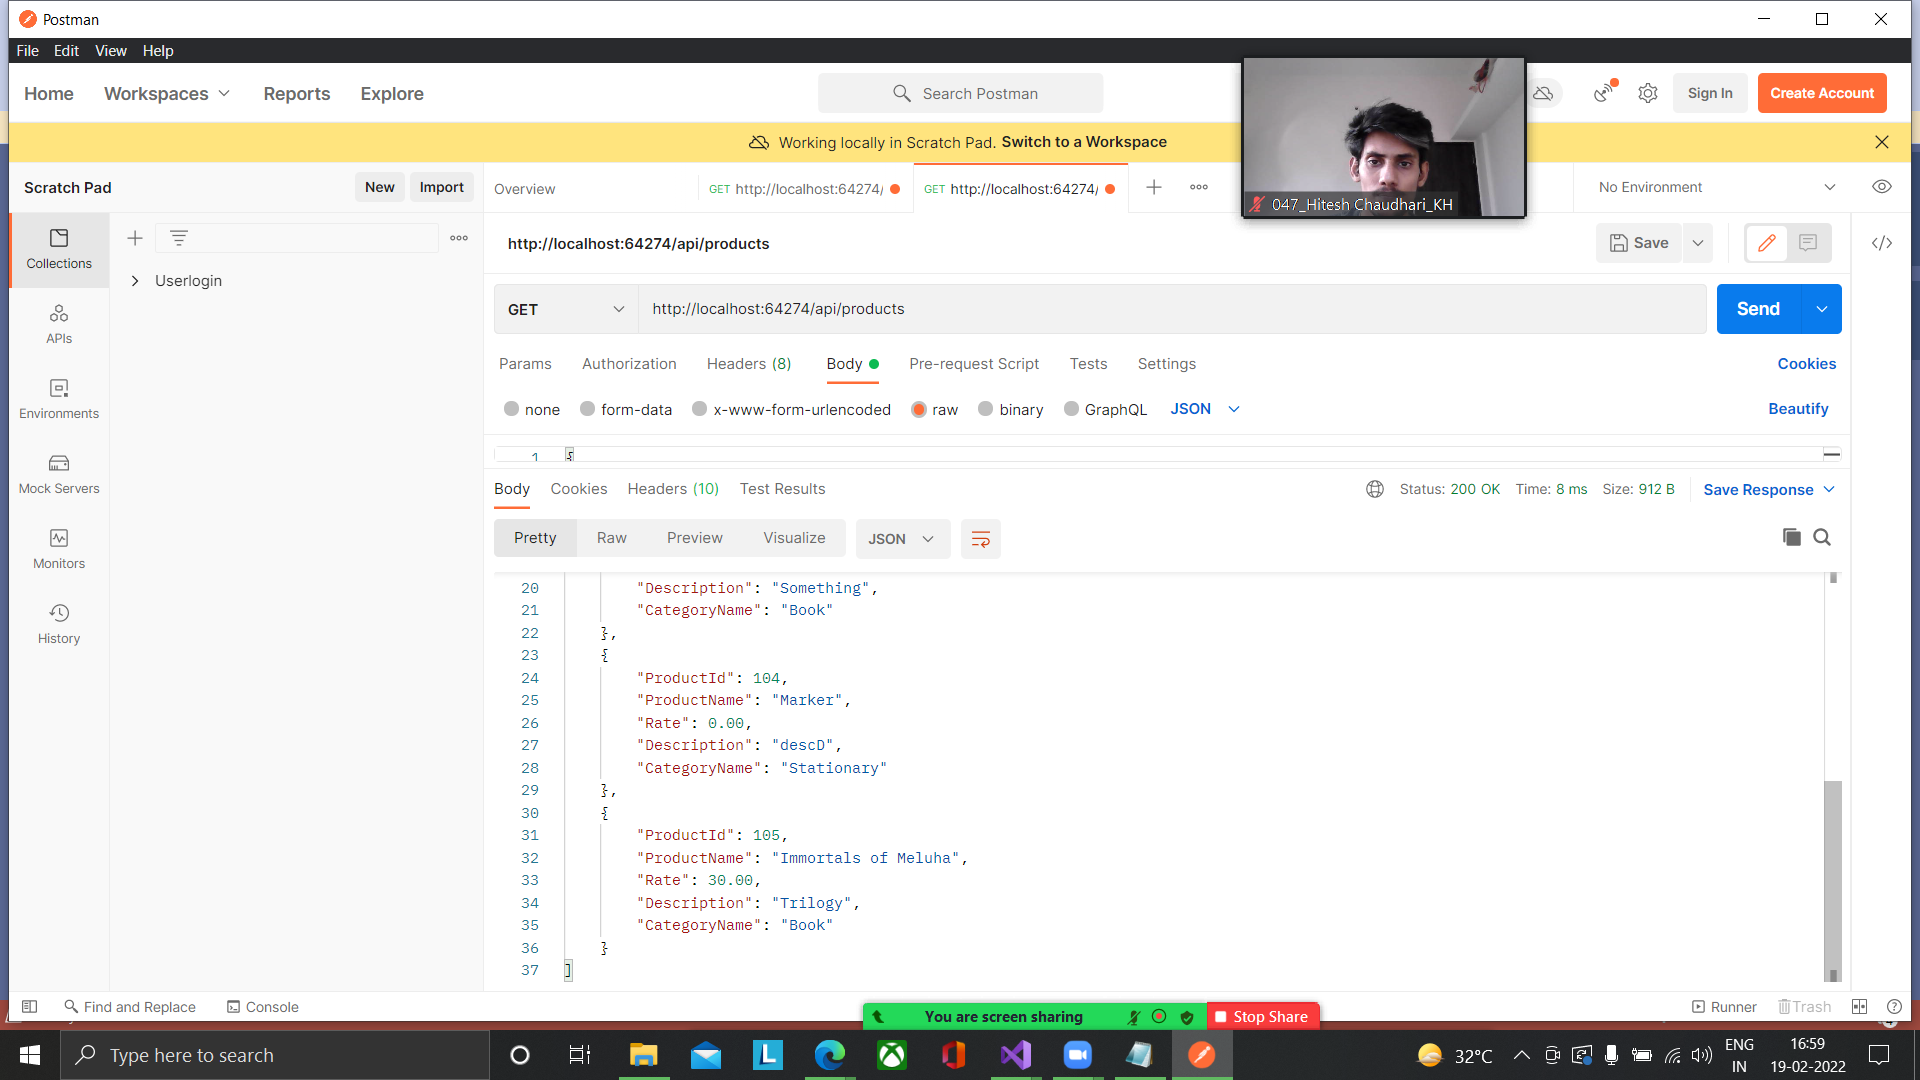 Postman
File Edit View Help
Home Workspaces Reports Explore
Search Postman
Sign In
Create Account
Working locally in Scratch Pad. Switch to a Workspace
Scratch Pad New Import
Overview
GET http://localhost:64274/
GET http://localhost:64274/
047_Hitesh Chaudhari_KH
No Environment
Collections
Userlogin
APIs
Environments
Mock Servers
Monitors
History
http://localhost:64274/api/products
Save
GET http://localhost:64274/api/products
Send
Params Authorization Headers (8) Body Pre-request Script Tests Settings
Cookies
none form-data x-www-form-urlencoded raw binary GraphQL JSON
Beautify
1 {
Body Cookies Headers (10) Test Results
Status: 200 OK Time: 8 ms Size: 912 B Save Response
Pretty Raw Preview Visualize JSON
20 "Description": "Something",
21 "CategoryName": "Book"
22 },
23 {
24 "ProductId": 104,
25 "ProductName": "Marker",
26 "Rate": 0.00,
27 "Description": "descD",
28 "CategoryName": "Stationary"
29 },
30 {
31 "ProductId": 105,
32 "ProductName": "Immortals of Meluha",
33 "Rate": 30.00,
34 "Description": "Trilogy",
35 "CategoryName": "Book"
36 }
37 ]
Find and Replace Console
Runner Trash
You are screen sharing
Stop Share
Type here to search
32°C
ENG
IN
16:59
19-02-2022